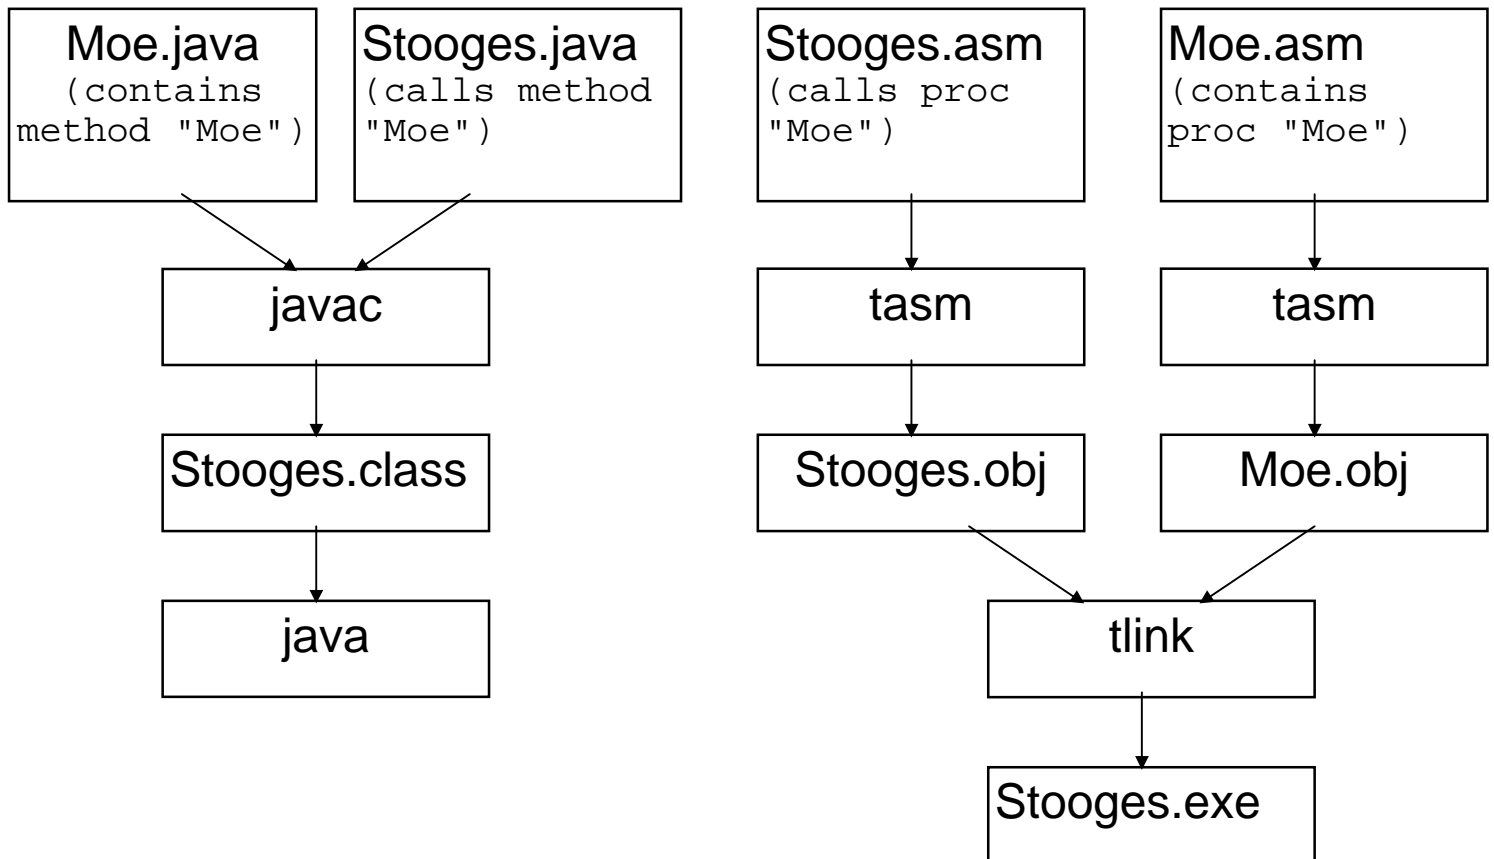 Moe.java
(contains
method "Moe")
Stooges.java
(calls method
"Moe")
Stooges.asm
(calls proc
"Moe")
Moe.asm
(contains
proc "Moe")
javac
tasm
tasm
Stooges.class
Stooges.obj
Moe.obj
java
tlink
Stooges.exe